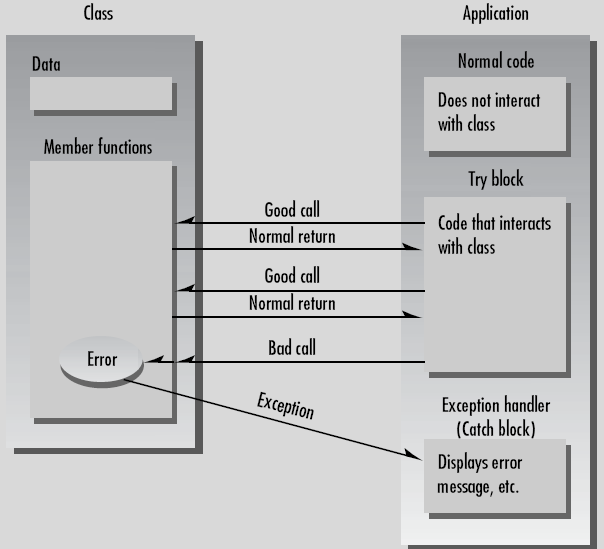 Class
Application
Data
Normal code
Does not interact
with class
Member functions
Try block
Code that interacts
with class
Good call
Normal return
Good call
Normal return
Bad call
Error
Exception
Exception handler
(Catch block)
Displays error
message, etc.